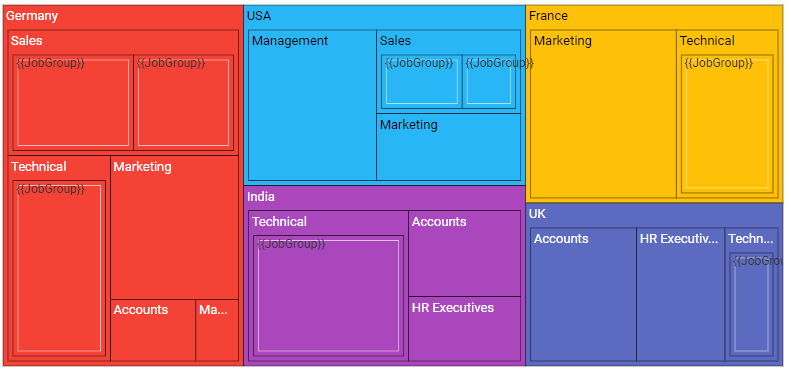 Germany
Sales
{{JobGroup}}
{{JobGroup}}
Technical
{{JobGroup}}
Marketing
Accounts
Ma...
USA
Management
Sales
{{JobGroup}}
{{JobGroup}}
Marketing
India
Technical
{{JobGroup}}
Accounts
HR Executives
France
Marketing
Technical
{{JobGroup}}
UK
Accounts
HR Executiv...
Techn...
{{JobGrou